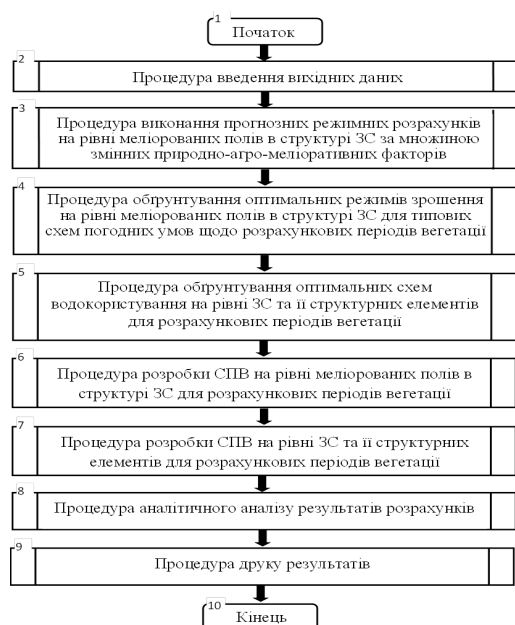 1
Початок
2
Процедура введення вихідних даних
3
Процедура виконання прогнозних режимних розрахунків
на рівні меліорованих полів в структурі ЗС за множиною
змінних природно-агро-меліоративних факторів
4
Процедура обґрунтування оптимальних режимів зрошення
на рівні меліорованих полів в структурі ЗС для типових
схем погодних умов щодо розрахункових періодів вегетації
5
Процедура обґрунтування оптимальних схем
водокористування на рівні ЗС та її структурних елементів
для розрахункових періодів вегетації
6
Процедура розробки СПВ на рівні меліорованих полів в
структурі ЗС для розрахункових періодів вегетації
7
Процедура розробки СПВ на рівні ЗС та її структурних
елементів для розрахункових періодів вегетації
8
Процедура аналітичного аналізу результатів розрахунків
9
Процедура друку результатів
10
Кінець